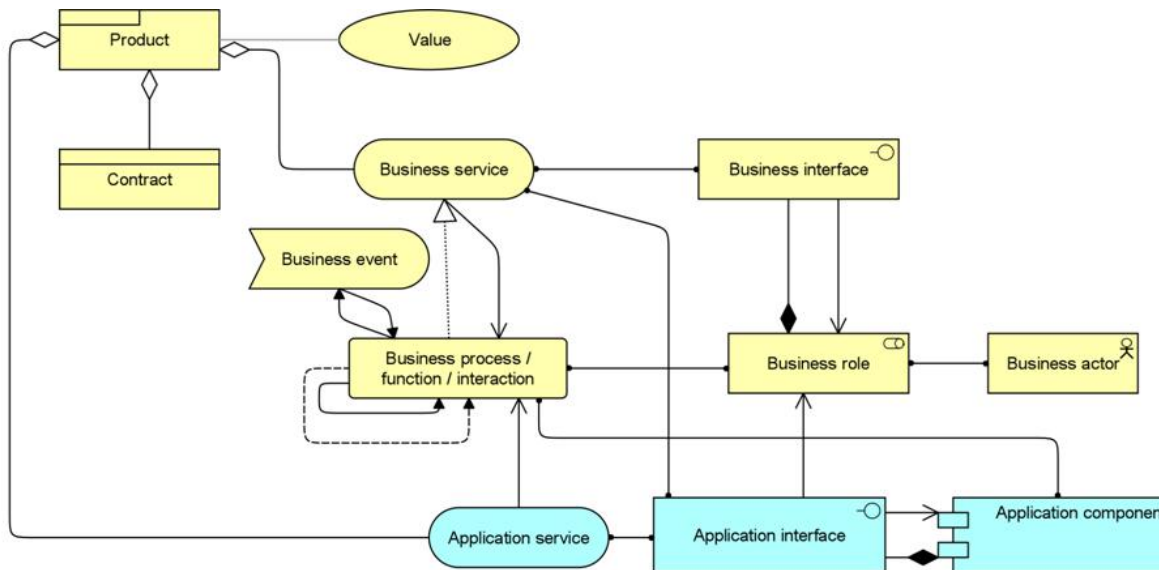 Product
Value
Contract
Business service
Business interface
Business event
Business process /
function / interaction
Business role
Business actor
Application service
Application interface
Application componen